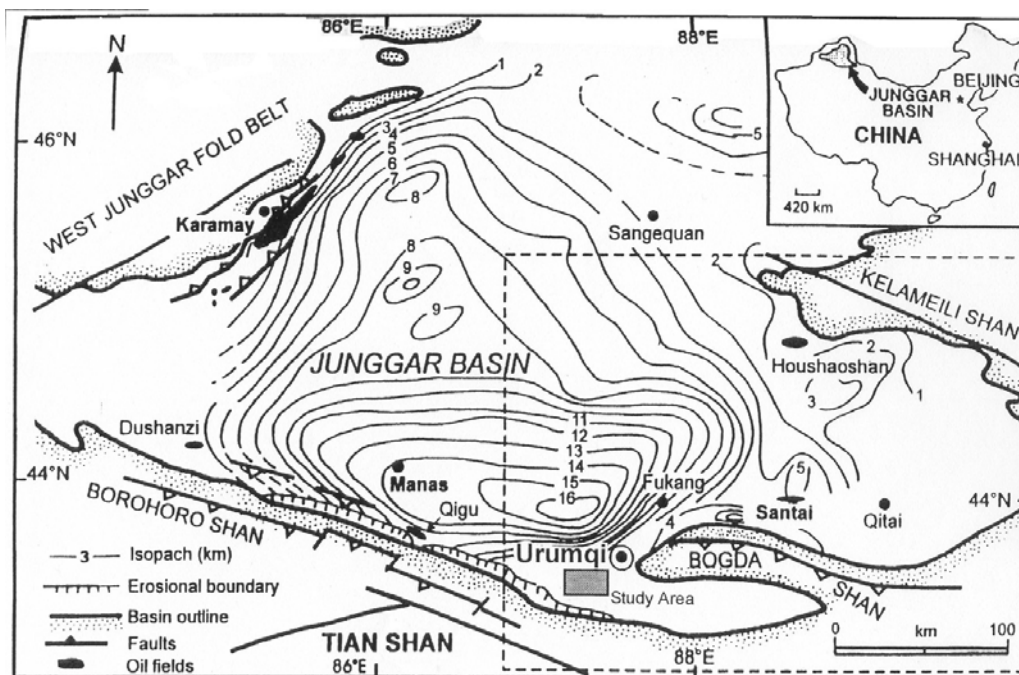 86°E
88°E
N
46°N
WEST JUNGGAR FOLD BELT
Karamay
1
2
3
4
5
6
7
8
8
9
9
5
BEIJING
JUNGGAR
BASIN
CHINA
SHANGHAI
420 km
Sangequan
2
KELAMEILI SHAN
Houshaoshan
2
3
1
JUNGGAR BASIN
11
12
13
14
15
16
Dushanzi
44°N
Manas
Qigu
Fukang
4
5
Santai
44°N
Qitai
BOROHORO SHAN
Urumqi
BOGDA
SHAN
Study Area
3 Isopach (km)
Erosional boundary
Basin outline
Faults
Oil fields
TIAN SHAN
86°E
88°E
0 km 100